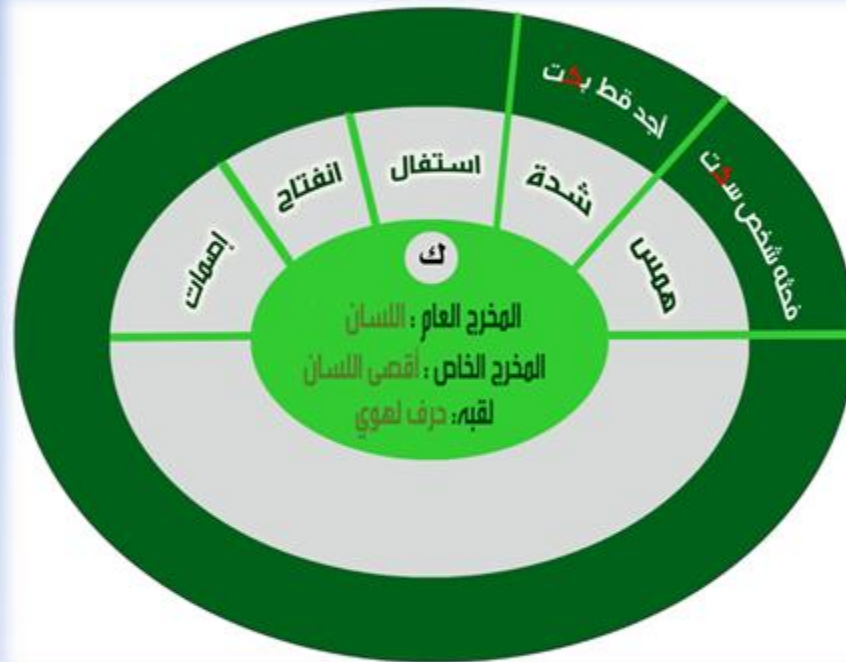 فحثه شخص سكت
أجد قط بكت
همس
شدة
استفال
انفتاح
إصمات
ك
المخرج العام : اللسان
المخرج الخاص : أقصى اللسان
لقبه: حرف لهوي